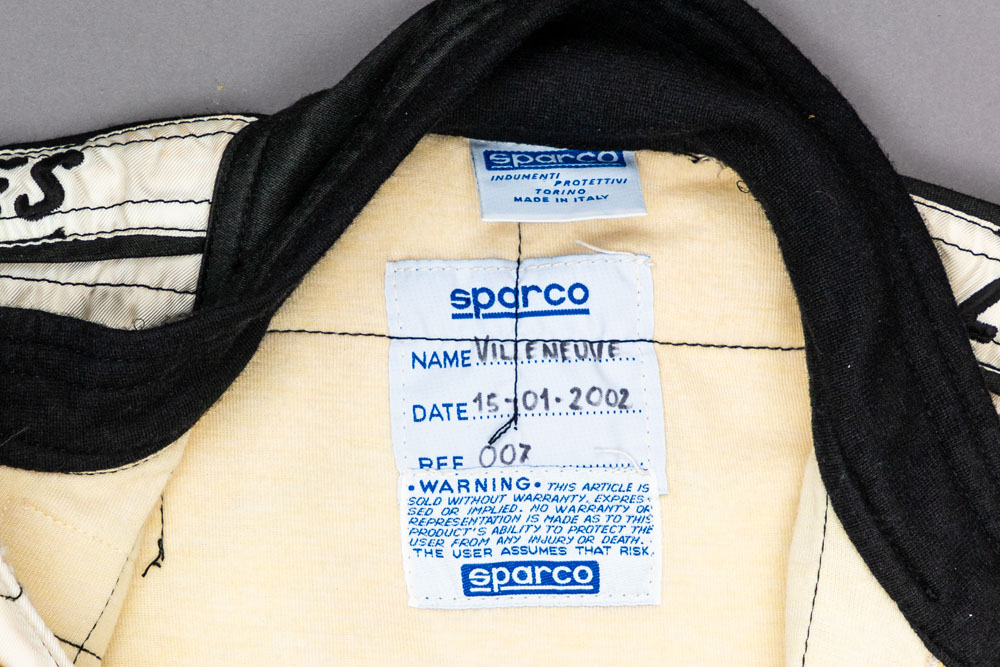 sparco
INDUMENTI
PROTETTIVI
TORINO
MADE IN ITALY
sparco
NAME VILLENEUVE
DATE 15-01-2002
REF 007
• WARNING • THIS ARTICLE IS
SOLD WITHOUT WARRANTY. EXPRES-
SED OR IMPLIED. NO WARRANTY OR
REPRESENTATION IS MADE AS TO THIS
PRODUCT'S ABILITY TO PROTECT THE
USER FROM ANY INJURY OR DEATH.
THE USER ASSUMES THAT RISK.
sparco